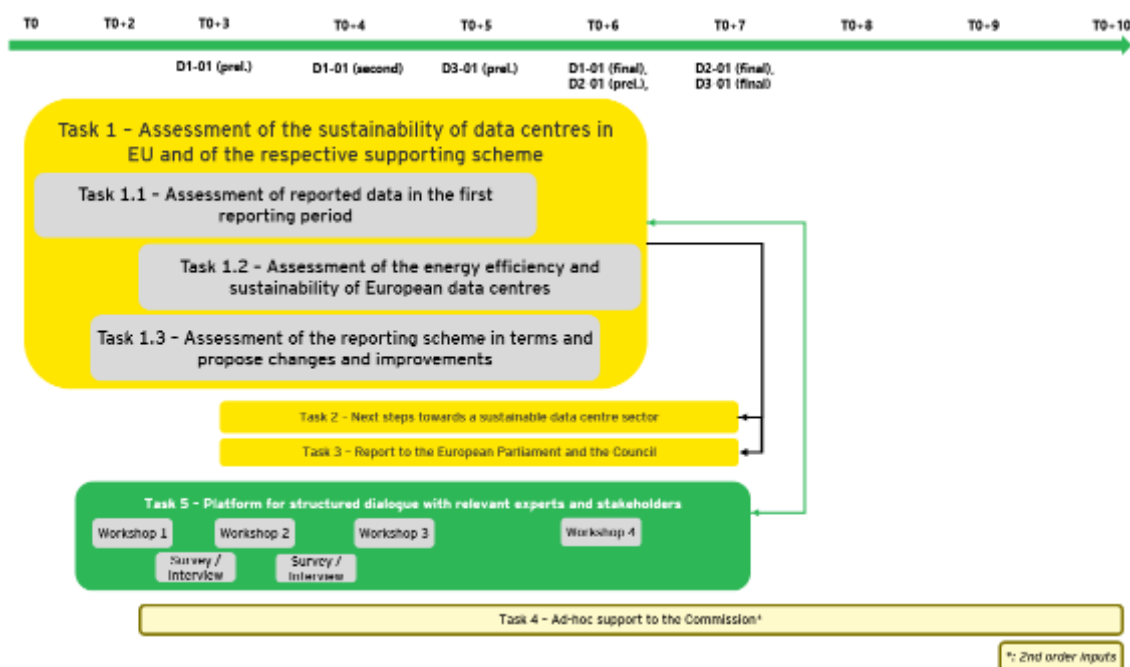 T0 T0+2 T0+3 T0+4 T0+5 T0+6 T0+7 T0+8 T0+9 T0+10
D1-01 (prel.) D1-01 (second) D3-01 (prel.) D1-01 (final), D2-01 (final),
D2-01 (prel.), D3-01 (final)
Task 1 – Assessment of the sustainability of data centres in
EU and of the respective supporting scheme
Task 1.1 – Assessment of reported data in the first
reporting period
Task 1.2 – Assessment of the energy efficiency and
sustainability of European data centres
Task 1.3 – Assessment of the reporting scheme in terms and
propose changes and improvements
Task 2 – Next steps towards a sustainable data centre sector
Task 3 – Report to the European Parliament and the Council
Task 5 – Platform for structured dialogue with relevant experts and stakeholders
Workshop 1 Workshop 2 Workshop 3 Workshop 4
Survey / Survey /
Interview Interview
Task 4 – Ad-hoc support to the Commission*
*: 2nd order inputs